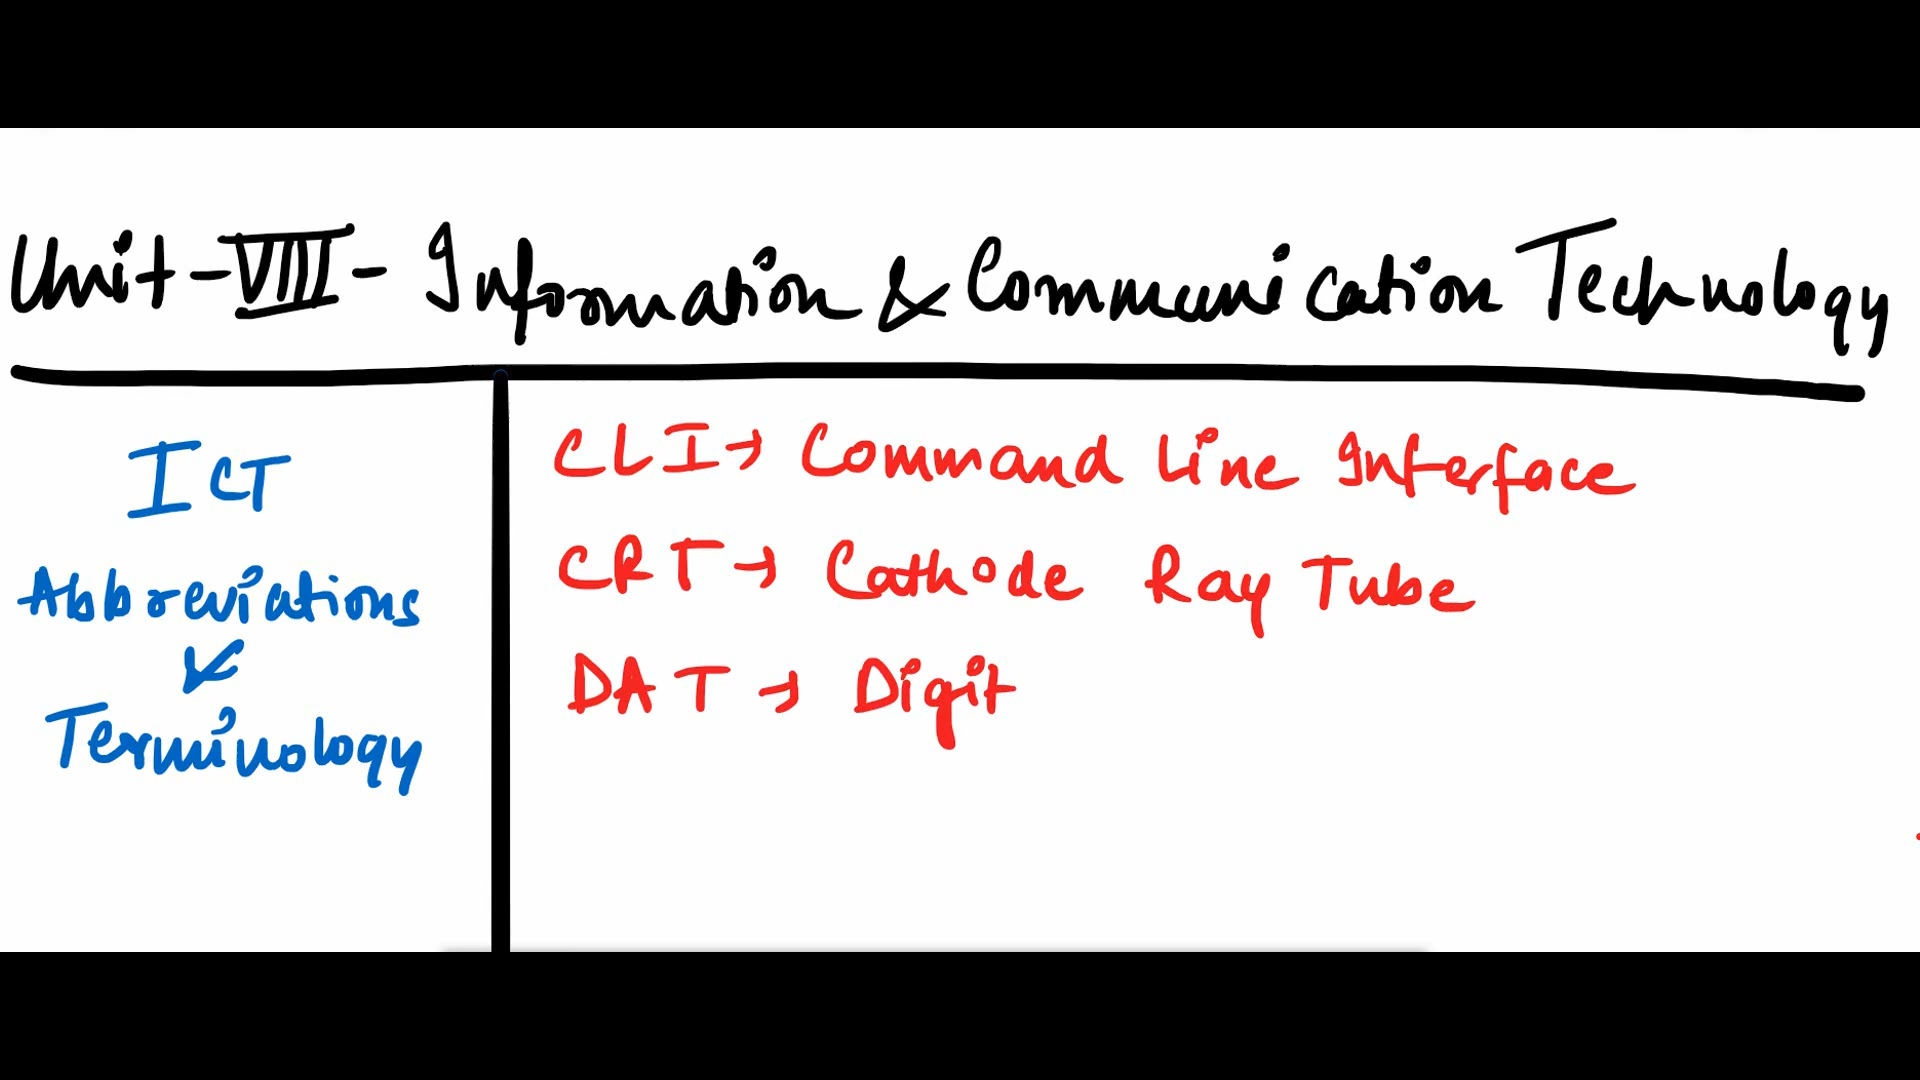 Unit-VIII- Information & Communication Technology
ICT
Abbreviations
&
Terminology
CLI → Command Line Interface
CRT → Cathode Ray Tube
DAT → Digit